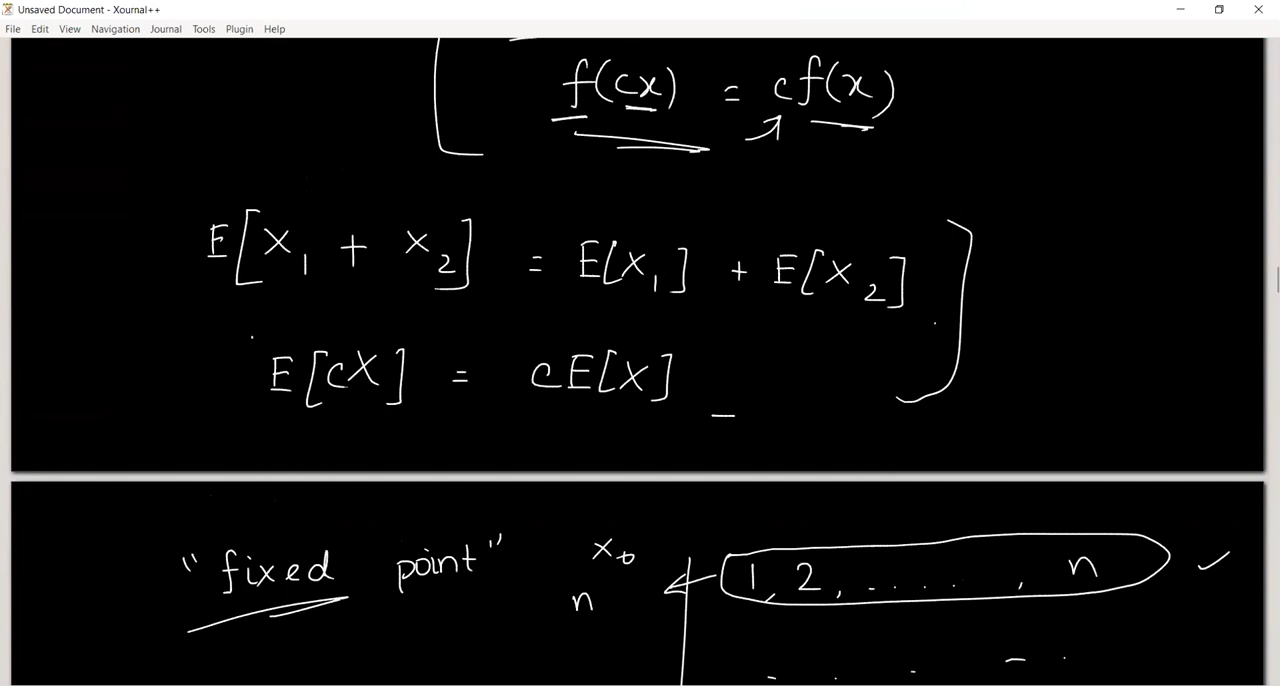 Unsaved Document - Xournal++
File Edit View Navigation Journal Tools Plugin Help
f(cx) = cf(x)
E[X₁ + X₂] = E[X₁] + E[X₂]
E[cX] = cE[X]
"fixed point" 1, 2, . . . . , n
n